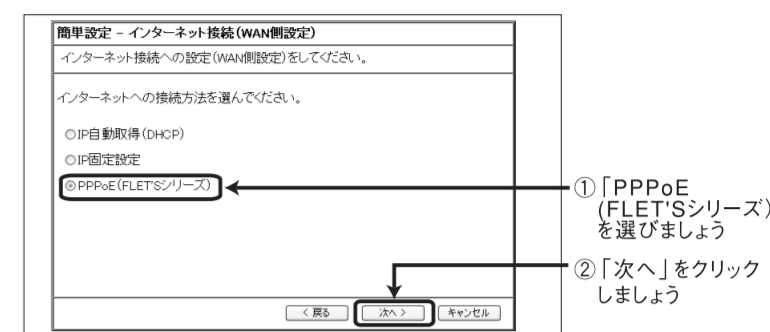 簡単設定 － インターネット接続（WAN側設定）
インターネット接続への設定（WAN側設定）をしてください。
インターネットへの接続方法を選んでください。
○IP自動取得（DHCP）
○IP固定設定
◉PPPoE（FLET'Sシリーズ）
①「PPPoE
(FLET'Sシリーズ)
を選びましょう
②「次へ」をクリック
しましょう
＜戻る 次へ＞ キャンセル